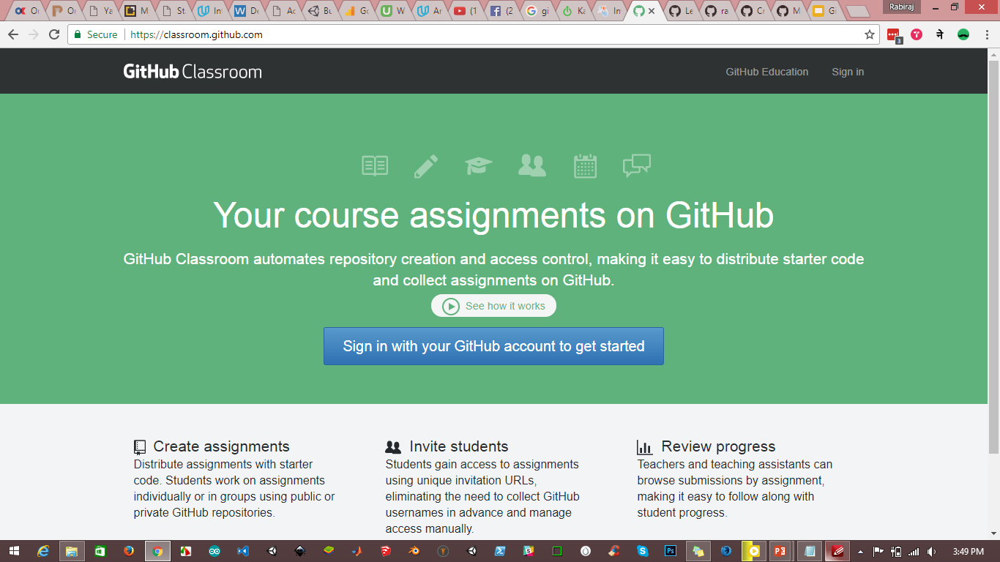 On
Or
Ya
M
St
In
W De
Ac
Bu
Go
U W
Ar
(1
f (2
G gi
Ka
Im
Le
ra
Cr
M
Gi
Rabiraj
Secure
https://classroom.github.com
3
ने
GitHub Classroom
GitHub Education
Sign in
Your course assignments on GitHub
GitHub Classroom automates repository creation and access control, making it easy to distribute starter code
and collect assignments on GitHub.
See how it works
Sign in with your GitHub account to get started
Create assignments
Distribute assignments with starter
code. Students work on assignments
individually or in groups using public or
private GitHub repositories.
Invite students
Students gain access to assignments
using unique invitation URLs,
eliminating the need to collect GitHub
usernames in advance and manage
access manually.
Review progress
Teachers and teaching assistants can
browse submissions by assignment,
making it easy to follow along with
student progress.
Ps
3:49 PM